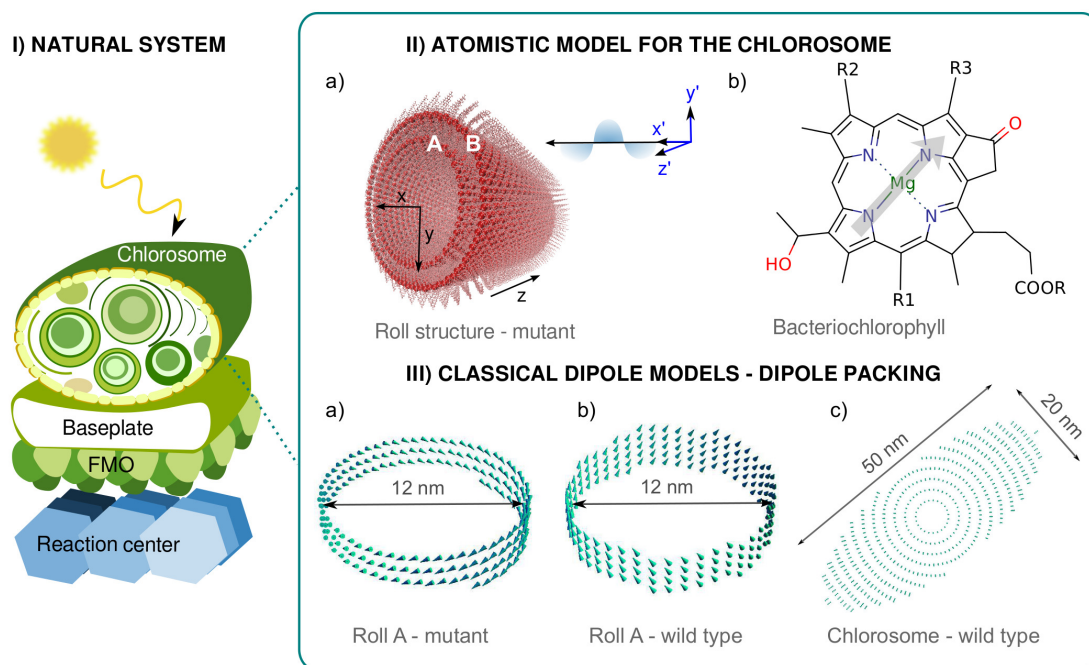 I) NATURAL SYSTEM
Chlorosome
Baseplate
FMO
Reaction center
II) ATOMISTIC MODEL FOR THE CHLOROSOME
a)
A B
x
y
z
y'
x'
z'
Roll structure - mutant
b)
R2
R3
O
N N
Mg
N N
HO
R1
COOR
Bacteriochlorophyll
III) CLASSICAL DIPOLE MODELS - DIPOLE PACKING
a)
12 nm
Roll A - mutant
b)
12 nm
Roll A - wild type
c)
50 nm
20 nm
Chlorosome - wild type